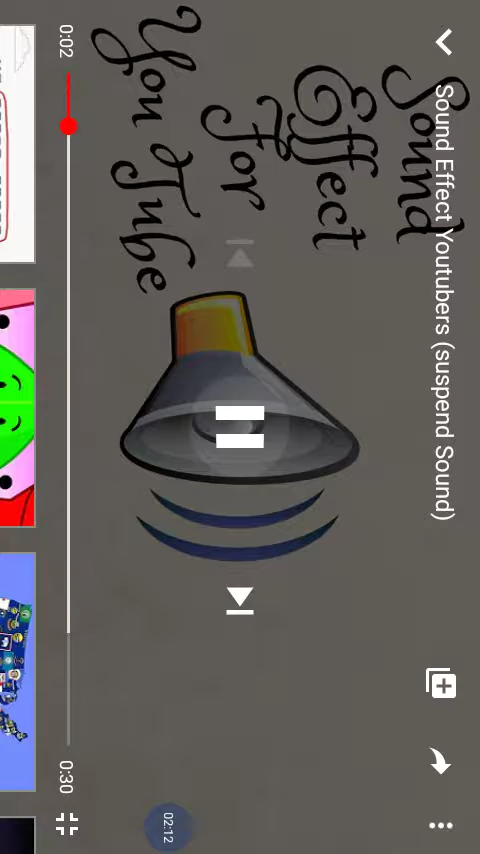 Sound Effect Youtubers (suspend Sound)
Sound
Effect
For
You Tube
0:02
0:30
02:12